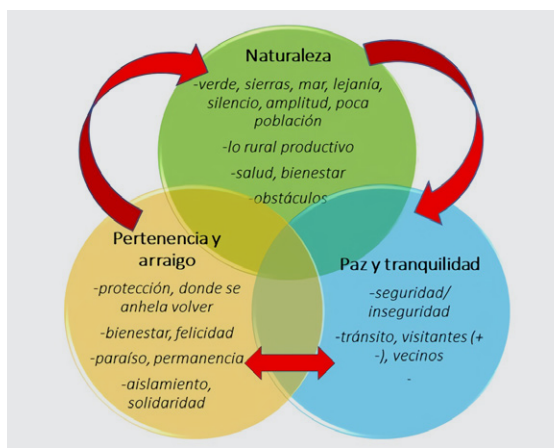 Naturaleza
-verde, sierras, mar, lejanía,
silencio, amplitud, poca
población
-lo rural productivo
-salud, bienestar
-obstáculos
Pertenencia y
arraigo
-protección, donde se
anhela volver
-bienestar, felicidad
-paraíso, permanencia
-aislamiento,
solidaridad
Paz y tranquilidad
-seguridad/
inseguridad
-tránsito, visitantes (+
-), vecinos
-